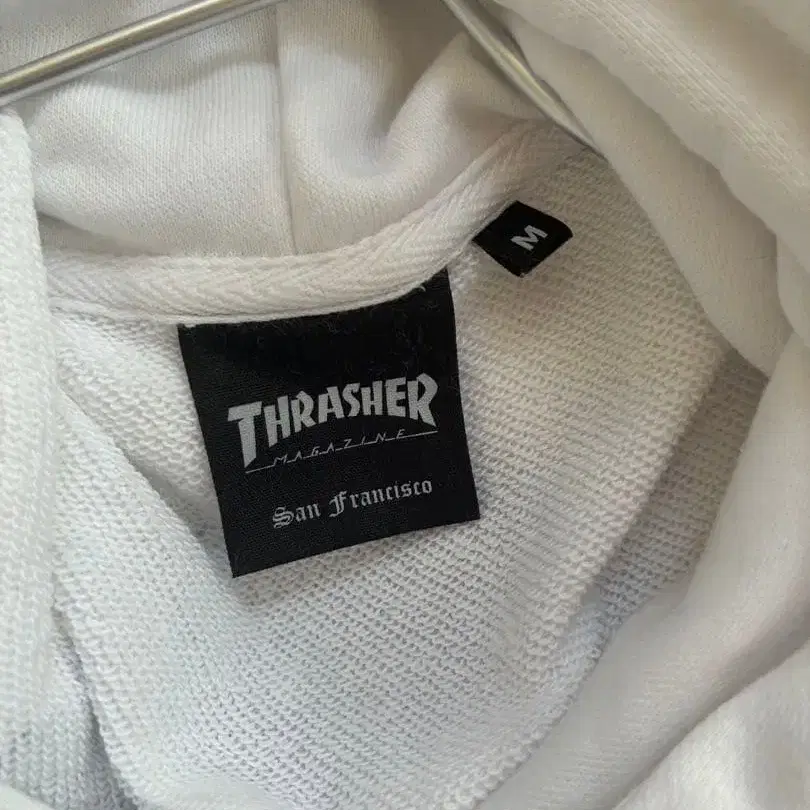 M
THRASHER
MAGAZINE
San Francisco